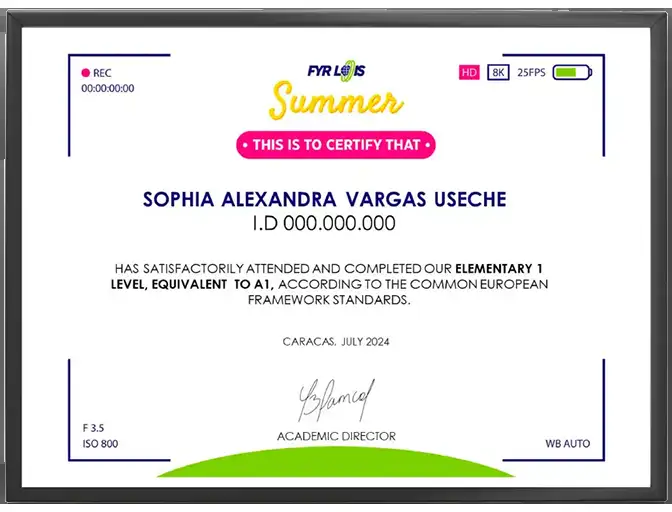 REC
00:00:00:00
FYR LOIS
Summer
HD 8K 25FPS
• THIS IS TO CERTIFY THAT •
SOPHIA ALEXANDRA VARGAS USECHE
I.D 000.000.000
HAS SATISFACTORILY ATTENDED AND COMPLETED OUR ELEMENTARY 1
LEVEL, EQUIVALENT TO A1, ACCORDING TO THE COMMON EUROPEAN
FRAMEWORK STANDARDS.
CARACAS. JULY 2024
ACADEMIC DIRECTOR
F 3.5
ISO 800
WB AUTO